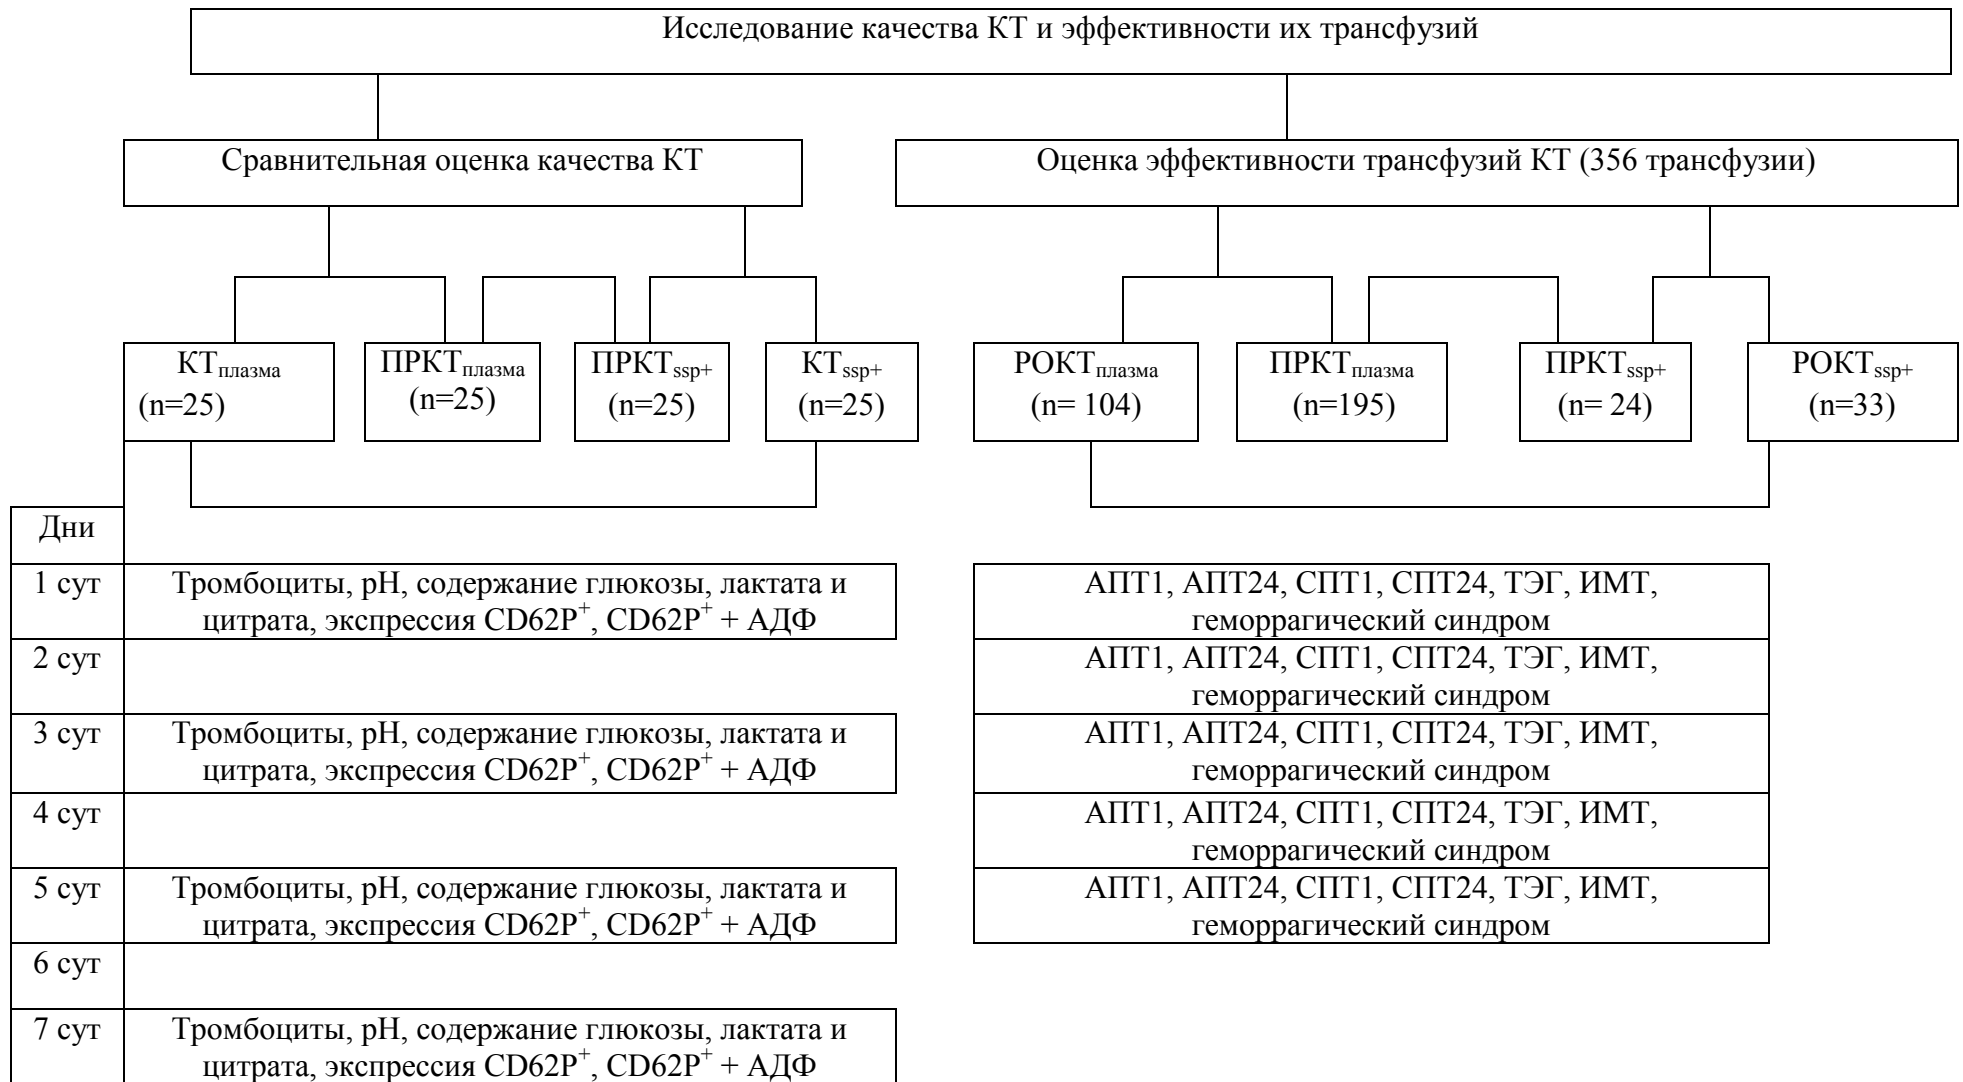 Исследование качества КТ и эффективности их трансфузий
Сравнительная оценка качества КТ
Оценка эффективности трансфузий КТ (356 трансфузии)
КТплазма
(n=25)
ПРКТплазма
(n=25)
ПРКТssp+
(n=25)
КТssp+
(n=25)
РОКТплазма
(n= 104)
ПРКТплазма
(n=195)
ПРКТssp+
(n= 24)
РОКТssp+
(n=33)
Дни
1 сут
Тромбоциты, pH, содержание глюкозы, лактата и
цитрата, экспрессия CD62P+, CD62P+ + АДФ
АПТ1, АПТ24, СПТ1, СПТ24, ТЭГ, ИМТ,
геморрагический синдром
2 сут
АПТ1, АПТ24, СПТ1, СПТ24, ТЭГ, ИМТ,
геморрагический синдром
3 сут
Тромбоциты, pH, содержание глюкозы, лактата и
цитрата, экспрессия CD62P+, CD62P+ + АДФ
АПТ1, АПТ24, СПТ1, СПТ24, ТЭГ, ИМТ,
геморрагический синдром
4 сут
АПТ1, АПТ24, СПТ1, СПТ24, ТЭГ, ИМТ,
геморрагический синдром
5 сут
Тромбоциты, pH, содержание глюкозы, лактата и
цитрата, экспрессия CD62P+, CD62P+ + АДФ
АПТ1, АПТ24, СПТ1, СПТ24, ТЭГ, ИМТ,
геморрагический синдром
6 сут
7 сут
Тромбоциты, pH, содержание глюкозы, лактата и
цитрата, экспрессия CD62P+, CD62P+ + АДФ